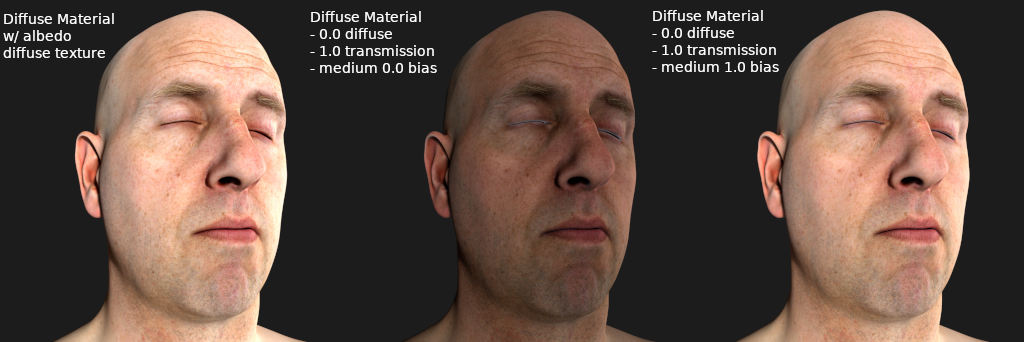 Diffuse Material
w/ albedo
diffuse texture
Diffuse Material
- 0.0 diffuse
- 1.0 transmission
- medium 0.0 bias
Diffuse Material
- 0.0 diffuse
- 1.0 transmission
- medium 1.0 bias